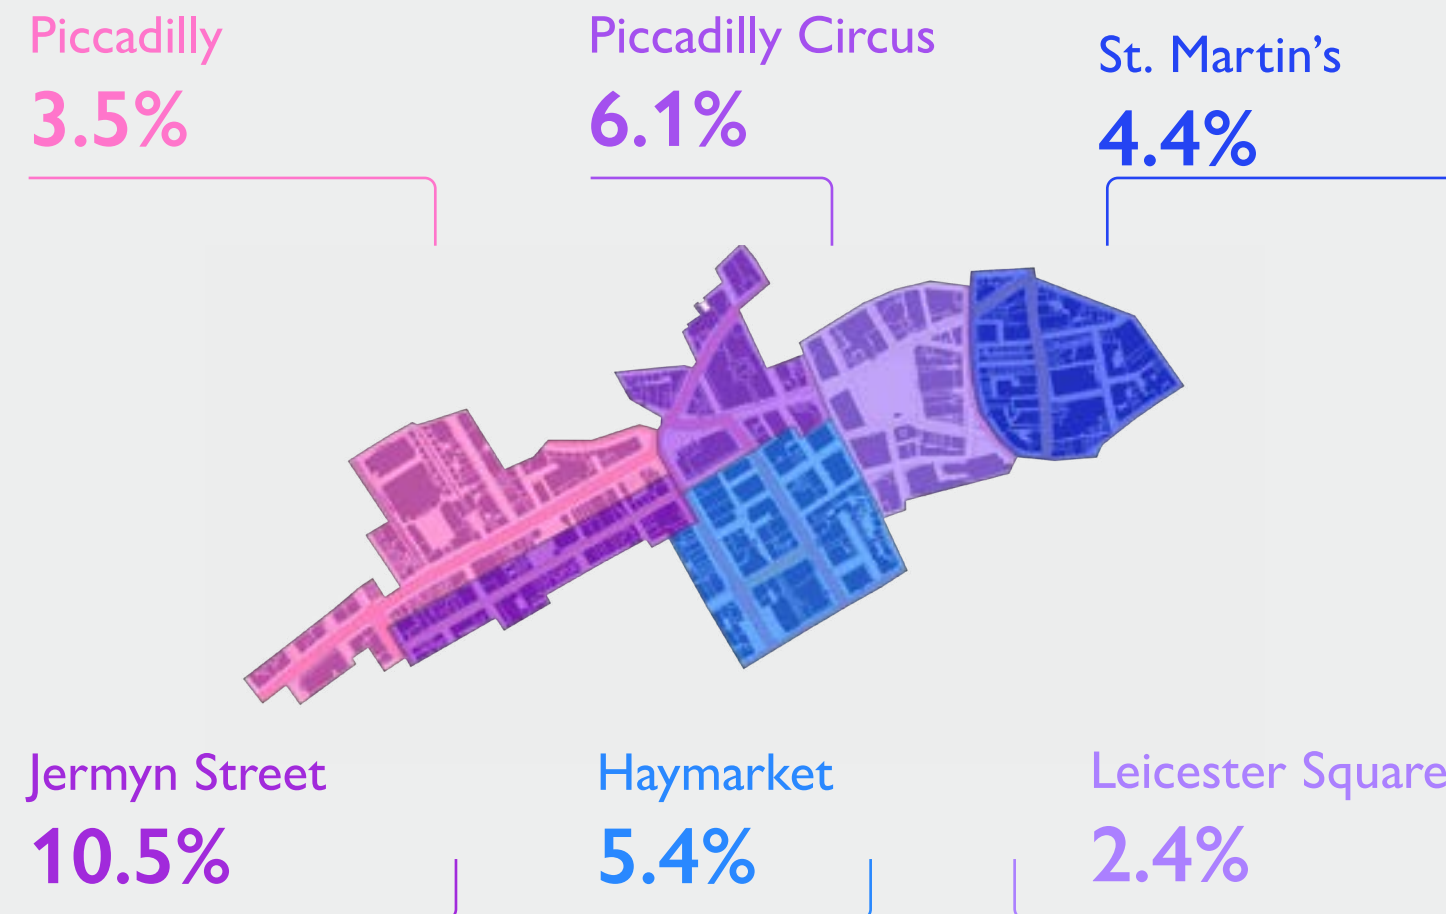 Piccadilly
3.5%
Piccadilly Circus
6.1%
St. Martin’s
4.4%
Jermyn Street
10.5%
Haymarket
5.4%
Leicester Square
2.4%